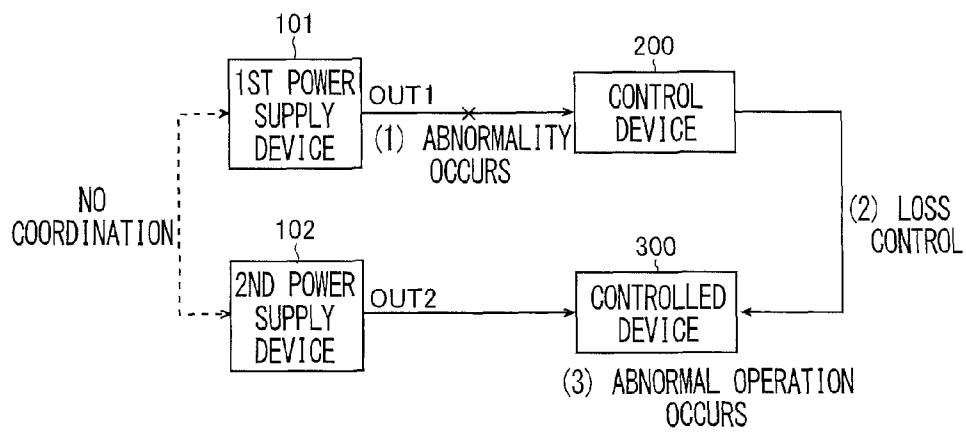 101
1ST POWER
SUPPLY
DEVICE
OUT1
(1) ABNORMALITY
OCCURS
200
CONTROL
DEVICE
NO
COORDINATION
(2) LOSS
CONTROL
102
2ND POWER
SUPPLY
DEVICE
OUT2
300
CONTROLLED
DEVICE
(3) ABNORMAL OPERATION
OCCURS